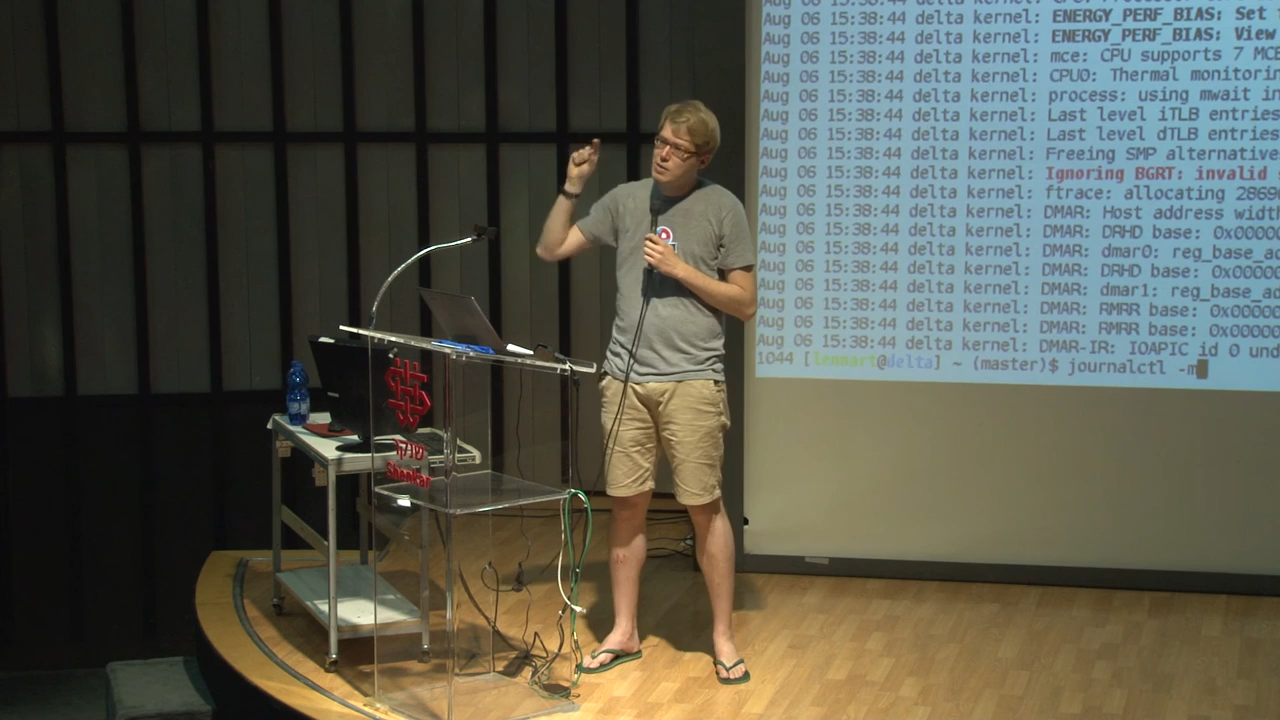 Aug 06 15:38:44 delta kernel: ENERGY_PERF_BIAS: Set
Aug 06 15:38:44 delta kernel: ENERGY_PERF_BIAS: View
Aug 06 15:38:44 delta kernel: mce: CPU supports 7 MCE
Aug 06 15:38:44 delta kernel: CPU0: Thermal monitorin
Aug 06 15:38:44 delta kernel: process: using mwait in
Aug 06 15:38:44 delta kernel: Last level iTLB entries
Aug 06 15:38:44 delta kernel: Last level dTLB entries
Aug 06 15:38:44 delta kernel: Freeing SMP alternative
Aug 06 15:38:44 delta kernel: Ignoring BGRT: invalid
Aug 06 15:38:44 delta kernel: ftrace: allocating 2869
Aug 06 15:38:44 delta kernel: DMAR: Host address width
Aug 06 15:38:44 delta kernel: DMAR: DRHD base: 0x00000
Aug 06 15:38:44 delta kernel: DMAR: dmar0: reg_base_ad
Aug 06 15:38:44 delta kernel: DMAR: DRHD base: 0x00000
Aug 06 15:38:44 delta kernel: DMAR: dmar1: reg_base_ad
Aug 06 15:38:44 delta kernel: DMAR: RMRR base: 0x00000
Aug 06 15:38:44 delta kernel: DMAR: RMRR base: 0x00000
Aug 06 15:38:44 delta kernel: DMAR-IR: IOAPIC id 0 und
1044 [lennart@delta] ~ (master)$ journalctl -m
שנקר
Shenkar